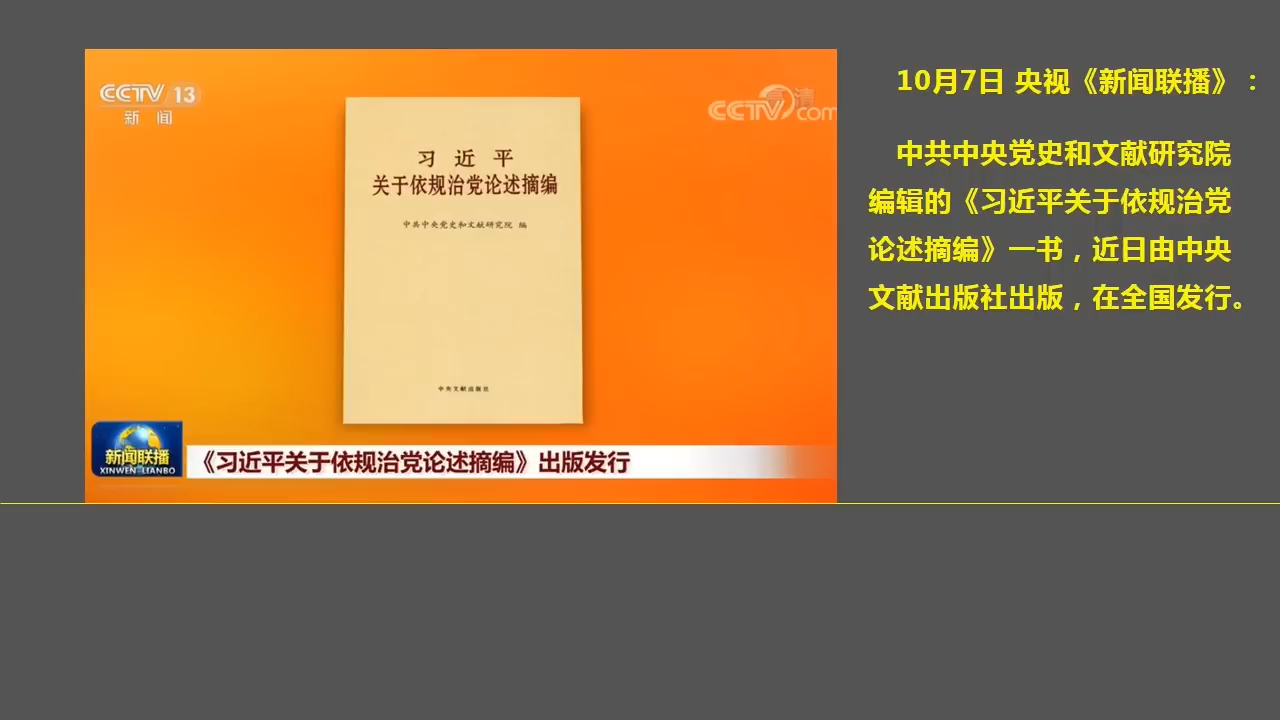 CCTV 13
新 闻
高清
CCTV com
习 近 平
关于依规治党论述摘编
中共中央党史和文献研究院 编
中央文献出版社
新闻联播
XINWEN LIANBO
《习近平关于依规治党论述摘编》出版发行
10月7日 央视《新闻联播》：
中共中央党史和文献研究院
编辑的《习近平关于依规治党
论述摘编》一书，近日由中央
文献出版社出版，在全国发行。